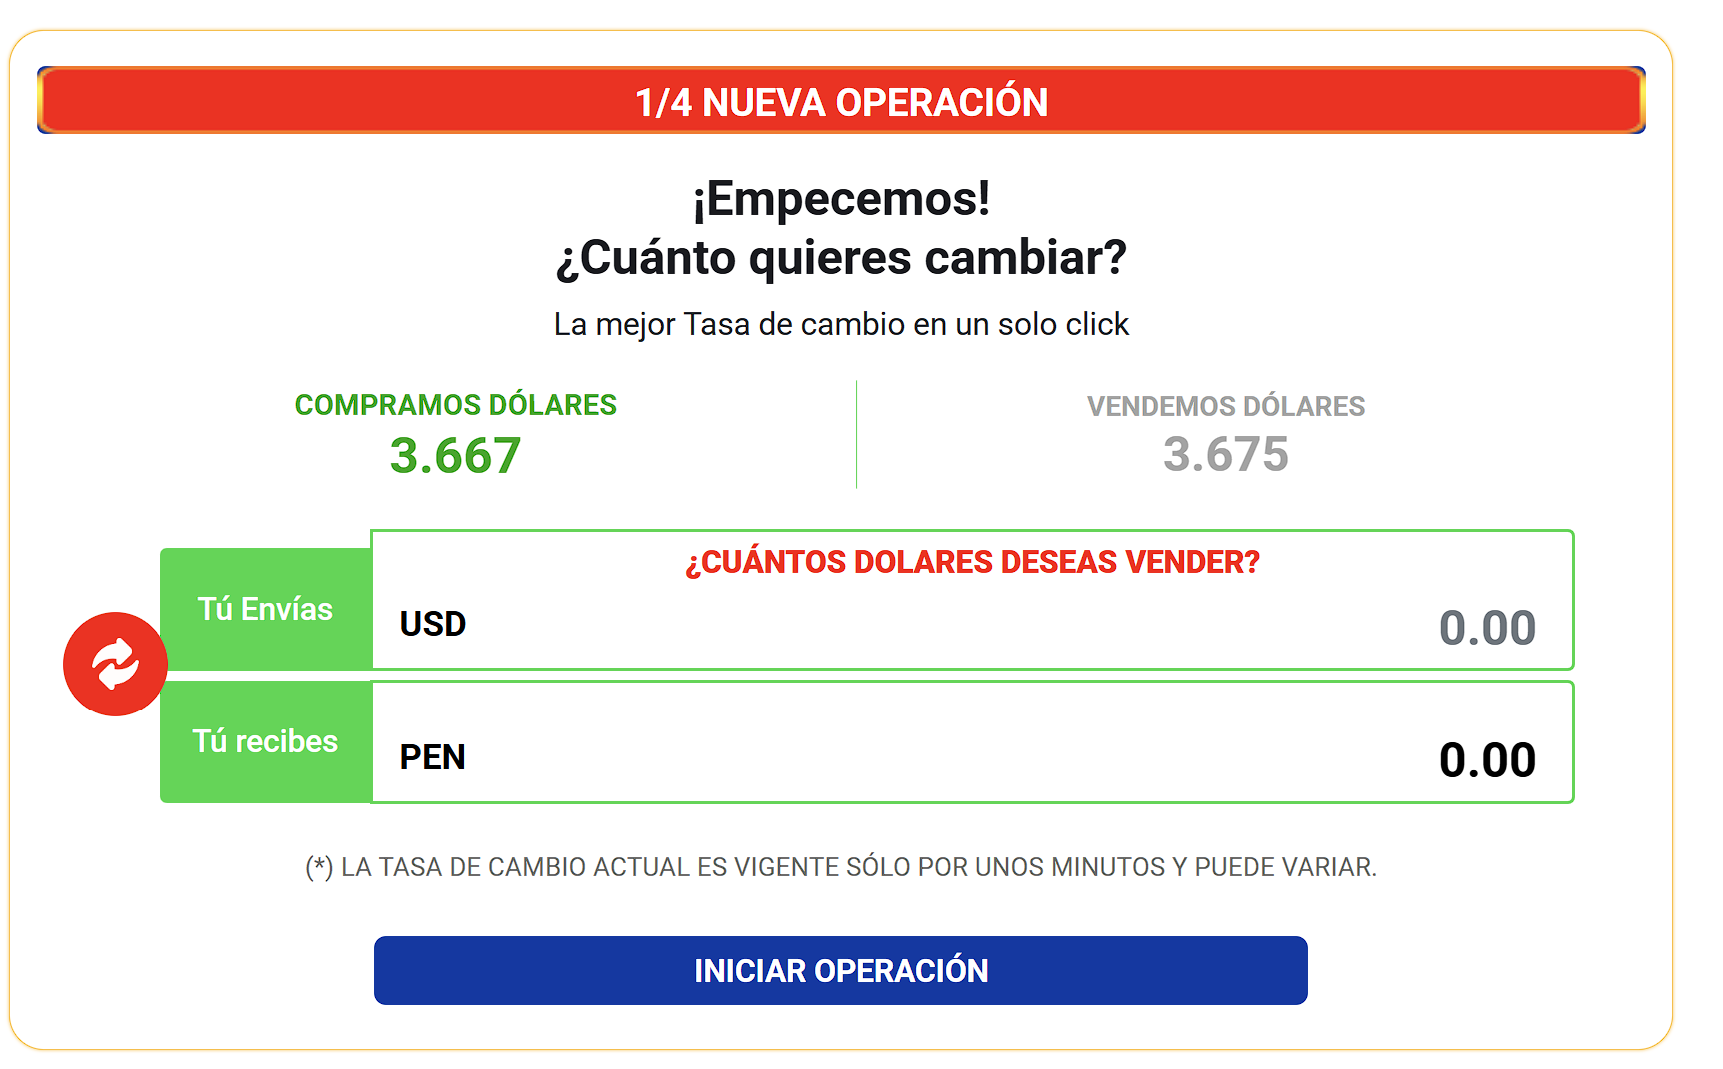 1/4 NUEVA OPERACIÓN
¡Empecemos!
¿Cuánto quieres cambiar?
La mejor Tasa de cambio en un solo click
COMPRAMOS DÓLARES
3.667
VENDEMOS DÓLARES
3.675
¿CUÁNTOS DOLARES DESEAS VENDER?
Tú Envías
USD
0.00
Tú recibes
PEN
0.00
(*) LA TASA DE CAMBIO ACTUAL ES VIGENTE SÓLO POR UNOS MINUTOS Y PUEDE VARIAR.
INICIAR OPERACIÓN